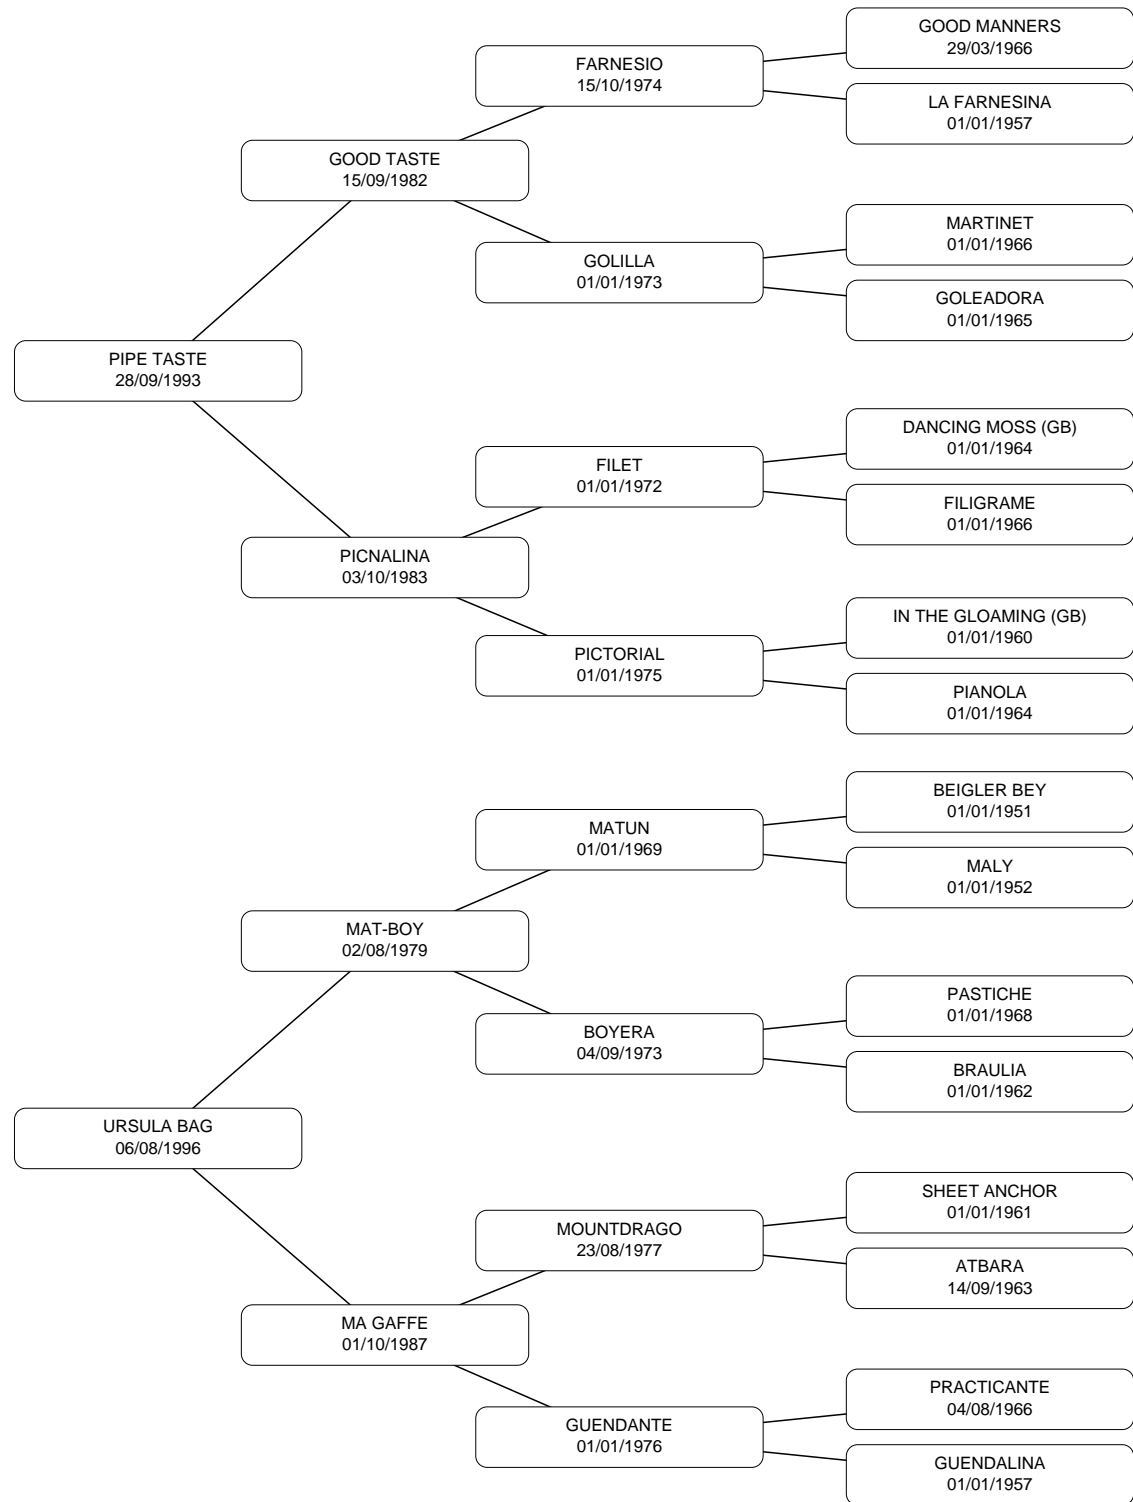 GOOD MANNERS
29/03/1966
FARNESIO
15/10/1974
LA FARNESINA
01/01/1957
GOOD TASTE
15/09/1982
MARTINET
01/01/1966
GOLILLA
01/01/1973
GOLEADORA
01/01/1965
PIPE TASTE
28/09/1993
DANCING MOSS (GB)
01/01/1964
FILET
01/01/1972
FILIGRAME
01/01/1966
PICNALINA
03/10/1983
IN THE GLOAMING (GB)
01/01/1960
PICTORIAL
01/01/1975
PIANOLA
01/01/1964
BEIGLER BEY
01/01/1951
MATUN
01/01/1969
MALY
01/01/1952
MAT-BOY
02/08/1979
PASTICHE
01/01/1968
BOYERA
04/09/1973
BRAULIA
01/01/1962
URSULA BAG
06/08/1996
SHEET ANCHOR
01/01/1961
MOUNTDRAGO
23/08/1977
ATBARA
14/09/1963
MA GAFFE
01/10/1987
PRACTICANTE
04/08/1966
GUENDANTE
01/01/1976
GUENDALINA
01/01/1957